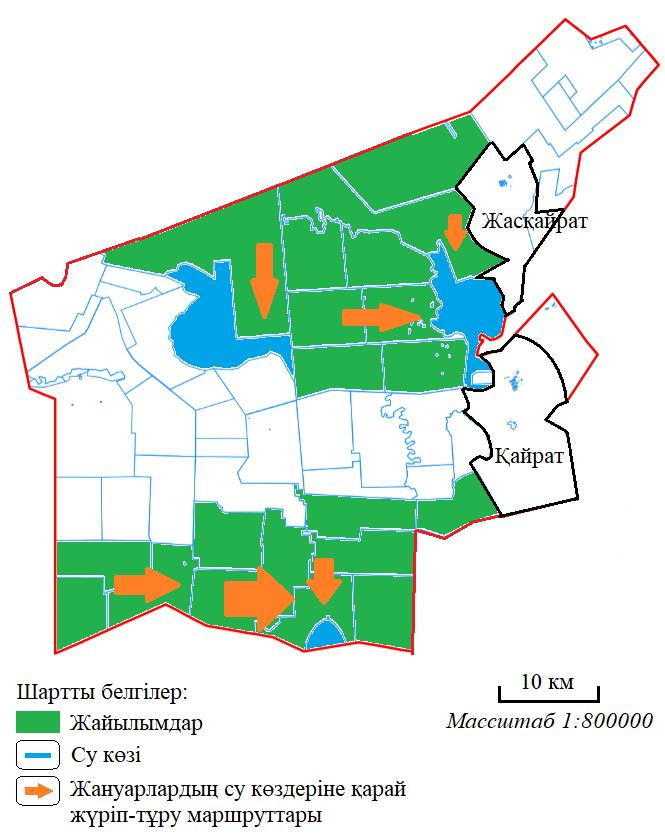 Жасқайрат
Қайрат
Шартты белгілер:
Жайылымдар
Су көзі
Жануарлардың су көздеріне қарай
жүріп-тұру маршруттары
10 км
Масштаб 1:800000